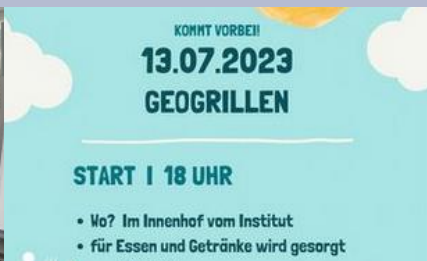 KOMMT VORBEI!
13.07.2023
GEOGRILLEN
START | 18 UHR
• Wo? Im Innenhof vom Institut
• für Essen und Getränke wird gesorgt